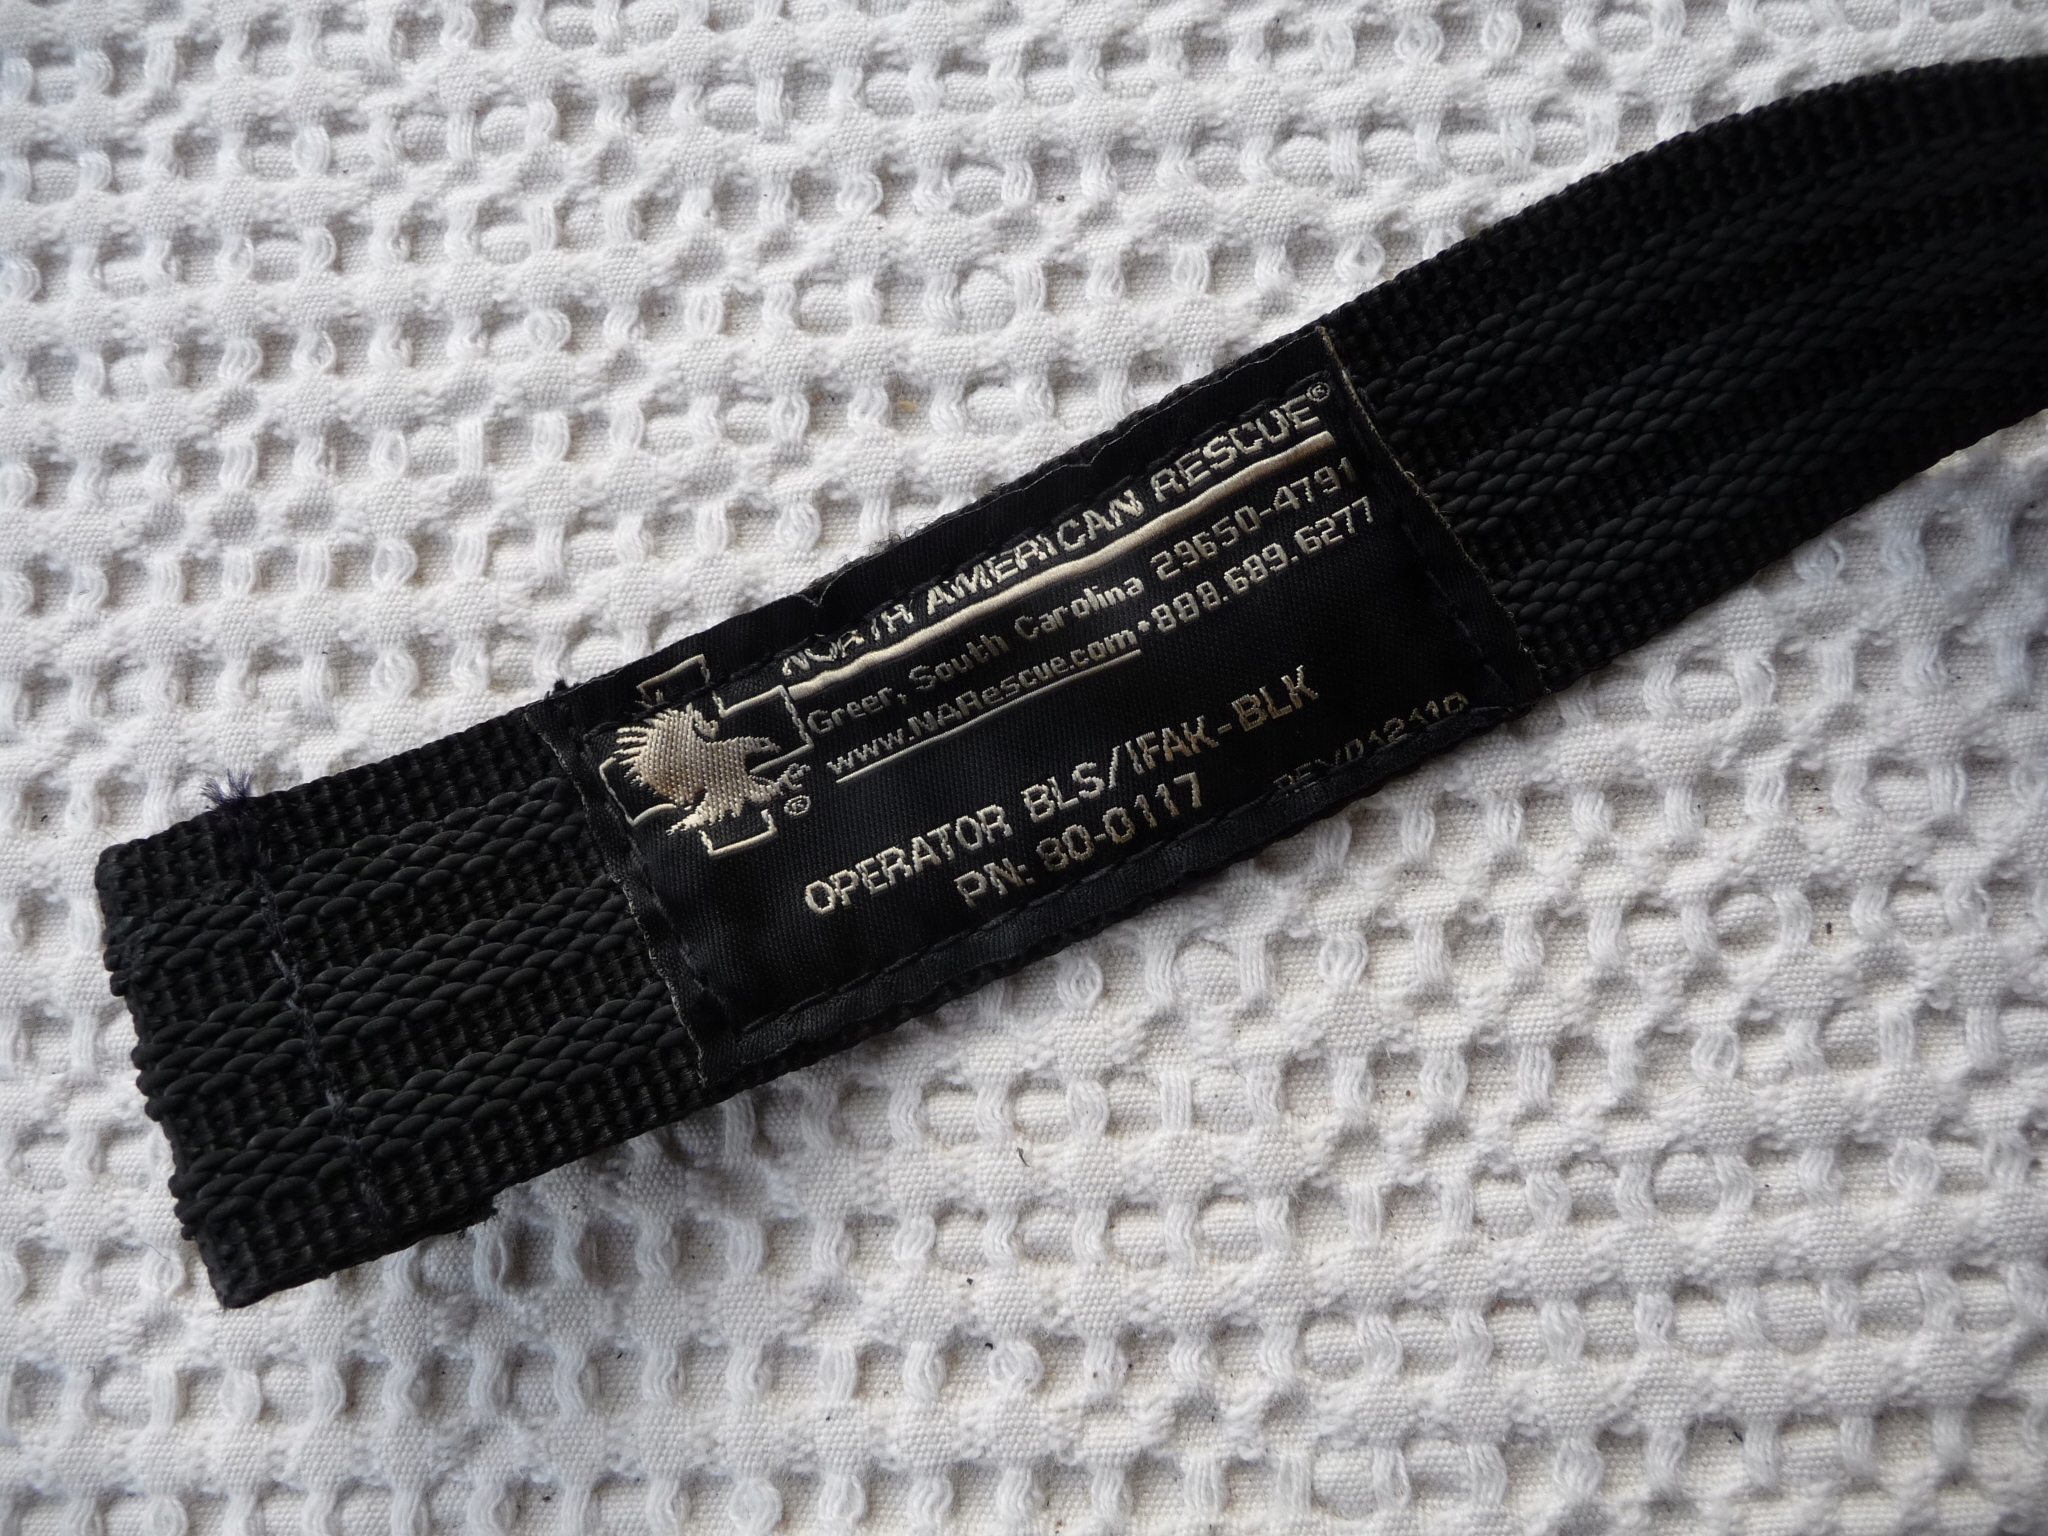 NORTH AMERICAN RESCUE®
Greer, South Carolina 29650-4791
www.NARescue.com • 888.689.6277
®
OPERATOR BLS/IFAK-BLK
PN: 80-0117